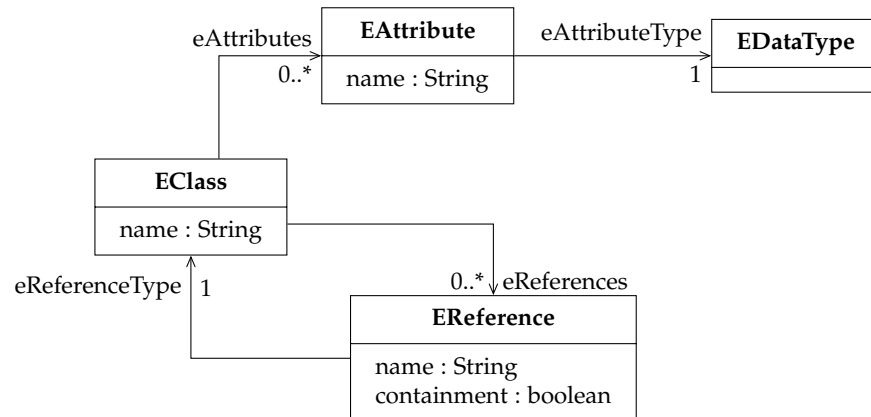 eAttributes
0..*
EAttribute
name : String
eAttributeType
1
EDataType
EClass
name : String
eReferenceType
1
0..* eReferences
EReference
name : String
containment : boolean